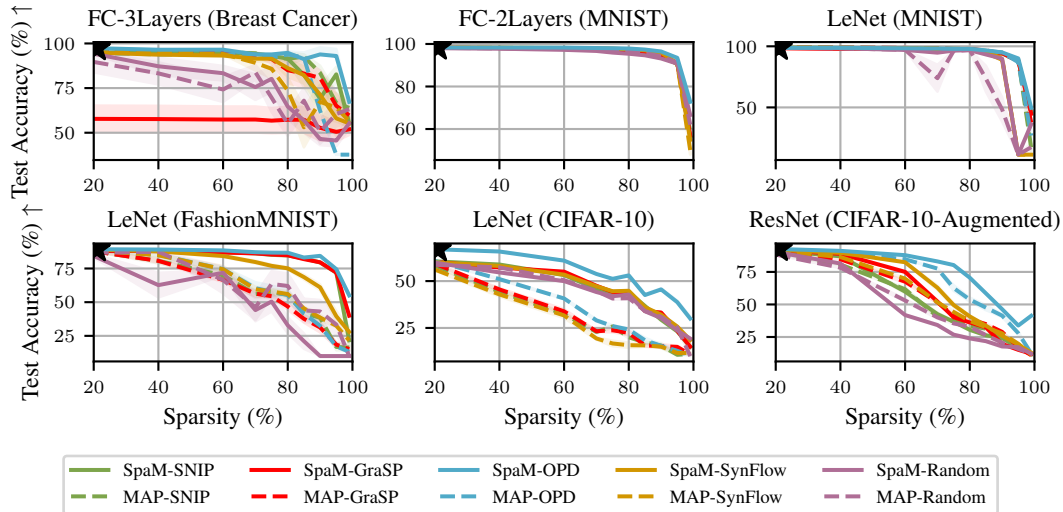 FC-3Layers (Breast Cancer)
FC-2Layers (MNIST)
LeNet (MNIST)
Test Accuracy (%) ↑
100
75
50
20 40 60 80 100
100
80
60
20 40 60 80 100
100
50
20 40 60 80 100
LeNet (FashionMNIST)
LeNet (CIFAR-10)
ResNet (CIFAR-10-Augmented)
Test Accuracy (%) ↑
75
50
25
20 40 60 80 100
50
25
20 40 60 80 100
75
50
25
20 40 60 80 100
Sparsity (%)
Sparsity (%)
Sparsity (%)
SpaM-SNIP SpaM-GraSP SpaM-OPD SpaM-SynFlow SpaM-Random
MAP-SNIP MAP-GraSP MAP-OPD MAP-SynFlow MAP-Random